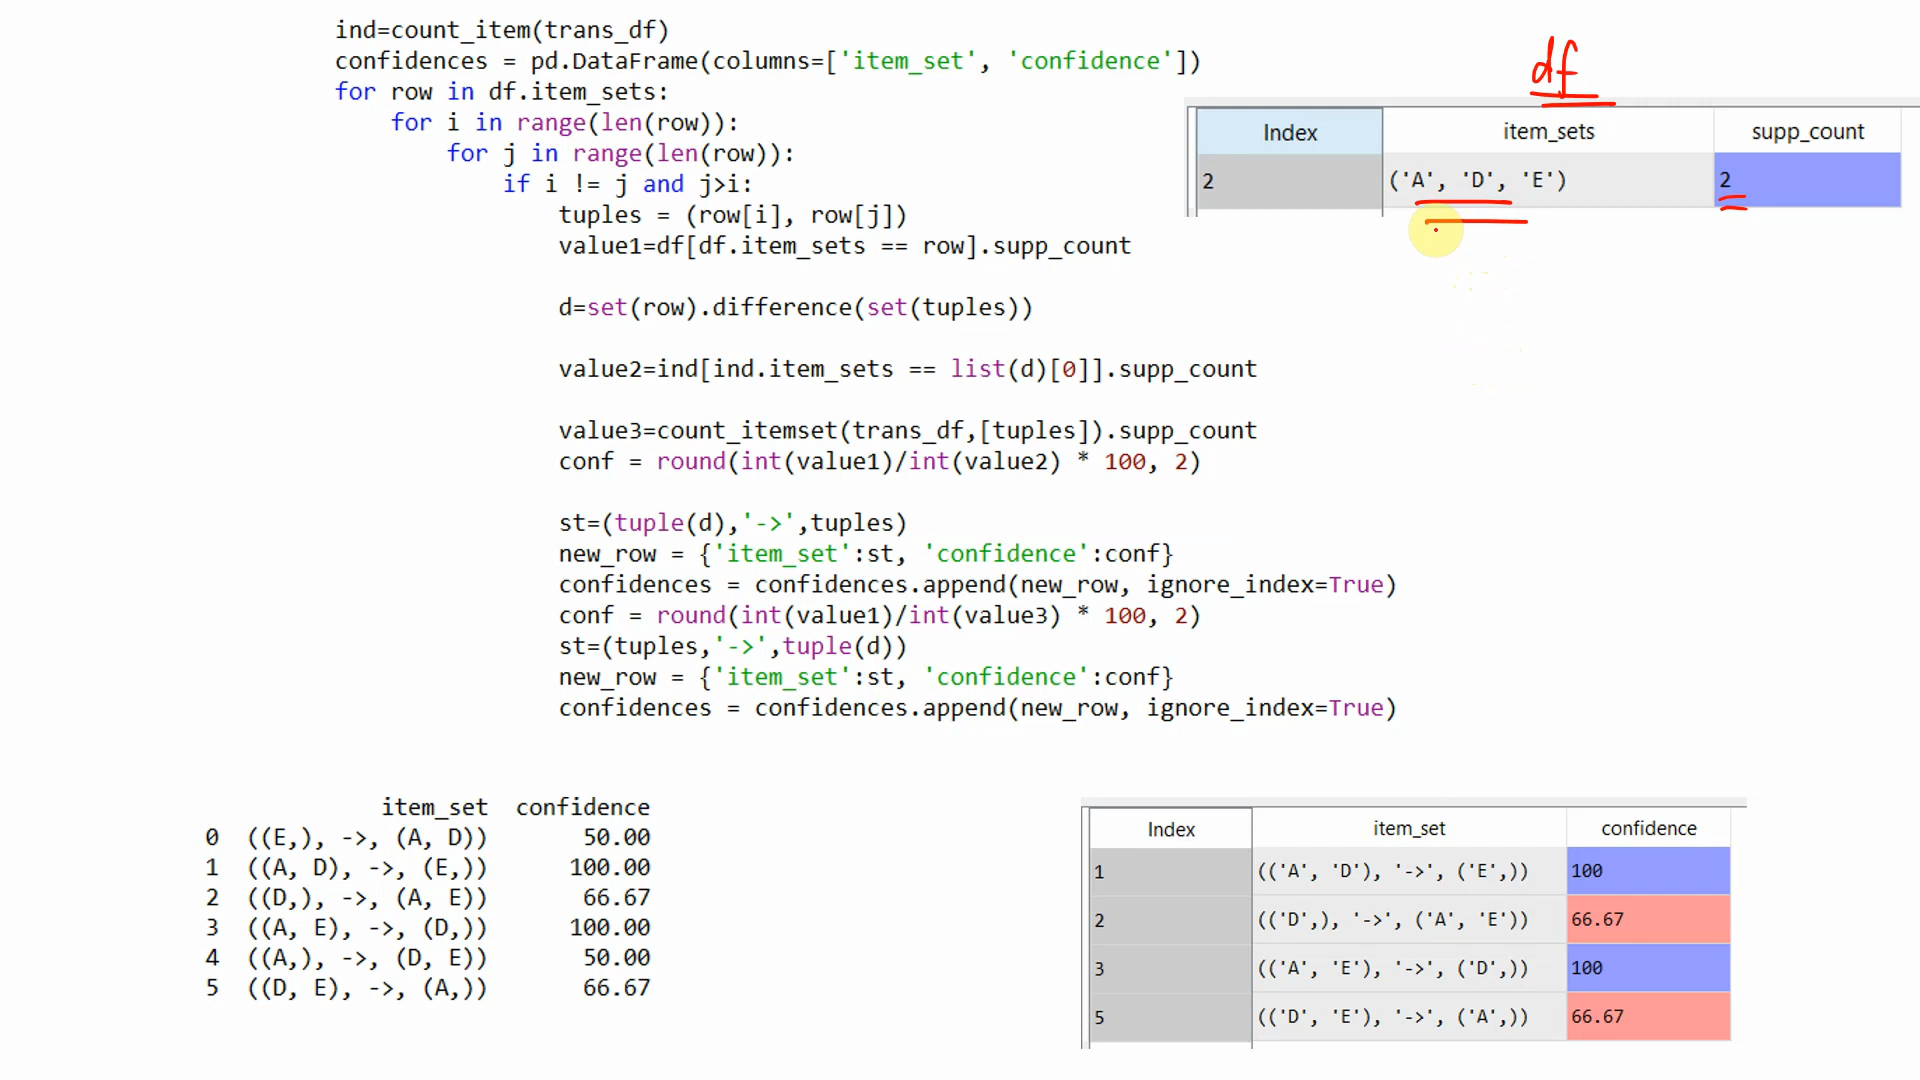 ind=count_item(trans_df)
confidences = pd.DataFrame(columns=['item_set', 'confidence'])
for row in df.item_sets:
    for i in range(len(row)):
        for j in range(len(row)):
            if i != j and j>i:
                tuples = (row[i], row[j])
                value1=df[df.item_sets == row].supp_count
                d=set(row).difference(set(tuples))
                value2=ind[ind.item_sets == list(d)[0]].supp_count
                value3=count_itemset(trans_df,[tuples]).supp_count
                conf = round(int(value1)/int(value2) * 100, 2)
                st=(tuple(d),'->',tuples)
                new_row = {'item_set':st, 'confidence':conf}
                confidences = confidences.append(new_row, ignore_index=True)
                conf = round(int(value1)/int(value3) * 100, 2)
                st=(tuples,'->',tuple(d))
                new_row = {'item_set':st, 'confidence':conf}
                confidences = confidences.append(new_row, ignore_index=True)
df
Index item_sets supp_count
2 ('A', 'D', 'E') 2
item_set confidence
0 ((E,), ->, (A, D)) 50.00
1 ((A, D), ->, (E,)) 100.00
2 ((D,), ->, (A, E)) 66.67
3 ((A, E), ->, (D,)) 100.00
4 ((A,), ->, (D, E)) 50.00
5 ((D, E), ->, (A,)) 66.67
Index item_set confidence
1 (('A', 'D'), '->', ('E',)) 100
2 (('D',), '->', ('A', 'E')) 66.67
3 (('A', 'E'), '->', ('D',)) 100
5 (('D', 'E'), '->', ('A',)) 66.67